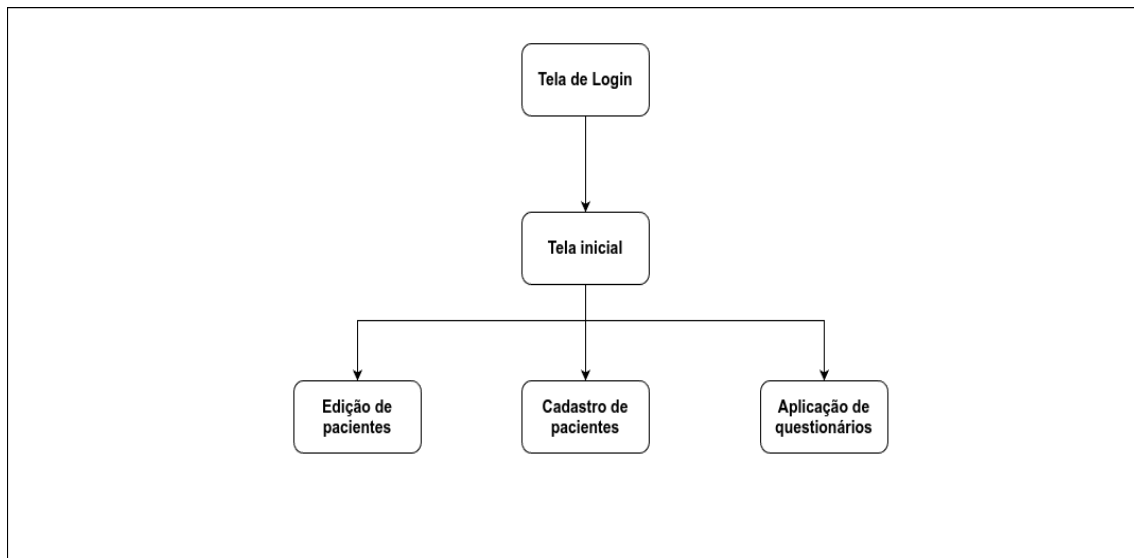 Tela de Login
Tela inicial
Edição de
pacientes
Cadastro de
pacientes
Aplicação de
questionários